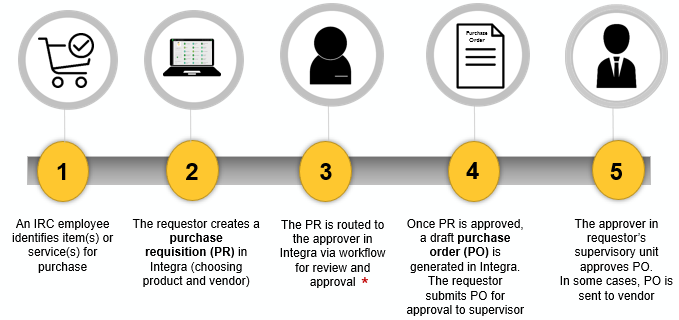 Purchase
Order
1
2
3
4
5
An IRC employee
identifies item(s) or
service(s) for
purchase
The requestor creates a
purchase
requisition (PR) in
Integra (choosing
product and vendor)
The PR is routed to
the approver in
Integra via workflow
for review and
approval *
Once PR is approved,
a draft purchase
order (PO) is
generated in Integra.
The requestor
submits PO for
approval to supervisor
The approver in
requestor's
supervisory unit
approves PO.
In some cases, PO is
sent to vendor